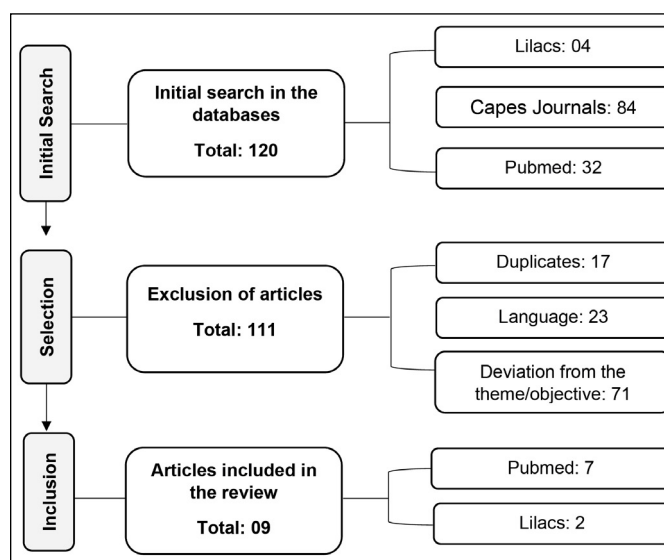 Initial Search
Initial search in the
databases
Total: 120
Lilacs: 04
Capes Journals: 84
Pubmed: 32
Selection
Exclusion of articles
Total: 111
Duplicates: 17
Language: 23
Deviation from the
theme/objective: 71
Inclusion
Articles included in
the review
Total: 09
Pubmed: 7
Lilacs: 2